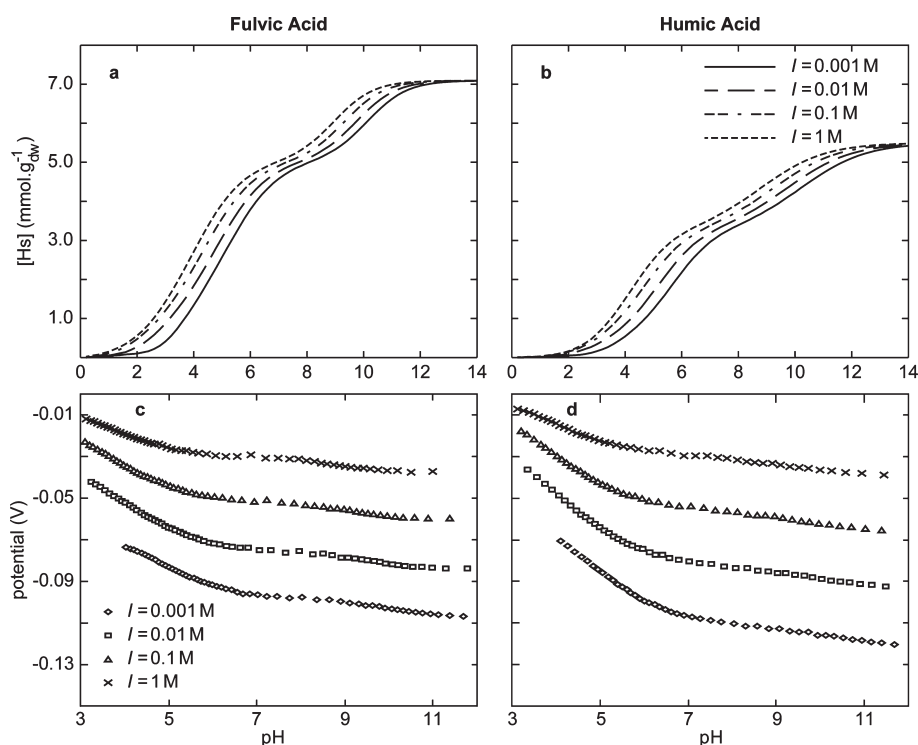 Fulvic Acid
Humic Acid
a
b
I = 0.001 M
I = 0.01 M
I = 0.1 M
I = 1 M
[Hs] (mmol.g⁻¹dw)
7.0
5.0
3.0
1.0
0 2 4 6 8 10 12 14
0 2 4 6 8 10 12 14
c
d
potential (V)
-0.01
-0.05
-0.09
-0.13
I = 0.001 M
I = 0.01 M
I = 0.1 M
I = 1 M
3 5 7 9 11
3 5 7 9 11
pH
pH